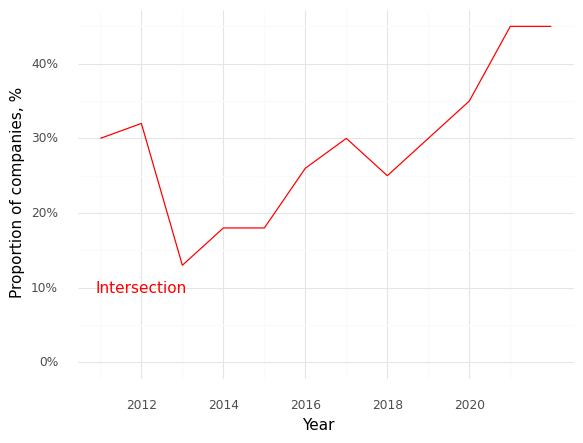 Proportion of companies, %
40%
30%
20%
10%
0%
Intersection
2012 2014 2016 2018 2020
Year